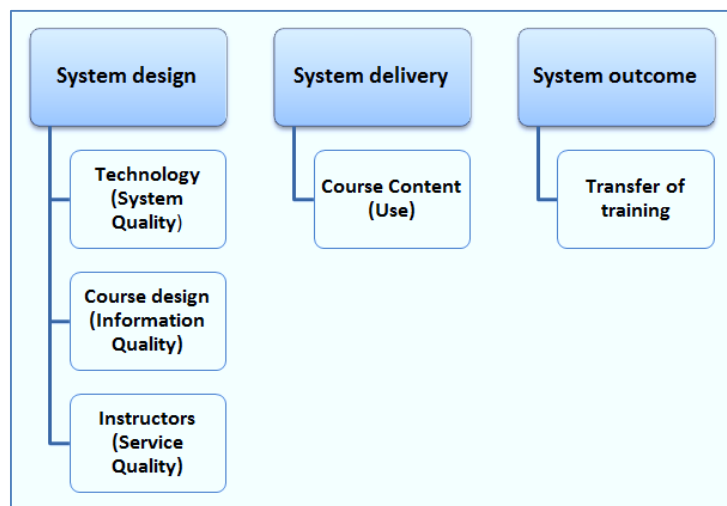 System design
Technology
(System
Quality)
Course design
(Information
Quality)
Instructors
(Service
Quality)
System delivery
Course Content
(Use)
System outcome
Transfer of
training